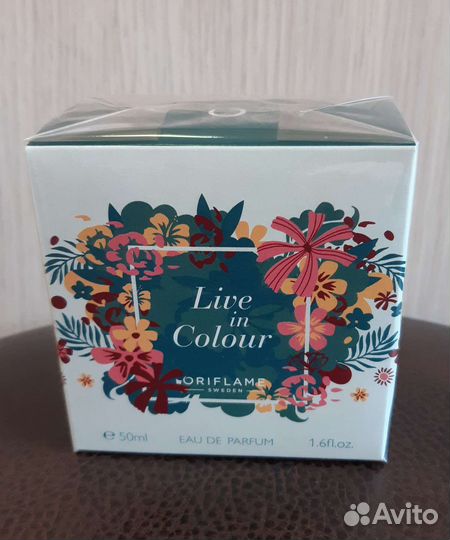 Live
in
Colour
ORIFLAME
SWEDEN
℮ 50ml EAU DE PARFUM 1.6fl.oz.
Avito